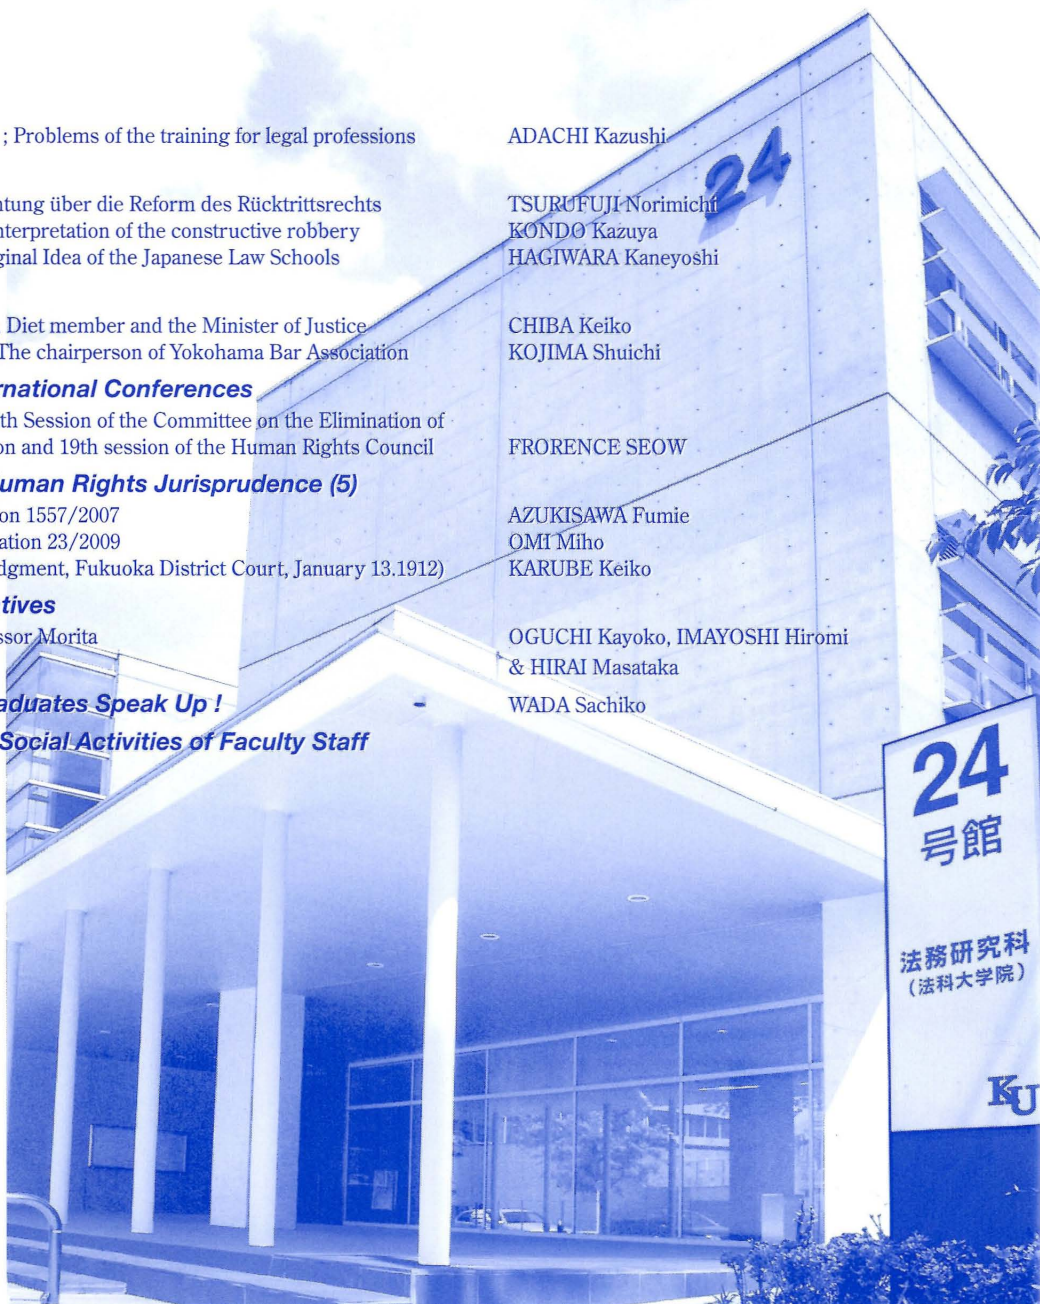 ; Problems of the training for legal professions ADACHI Kazushi
ntung über die Reform des Rücktrittsrechts TSURUFUJI Norimichi
nterpretation of the constructive robbery KONDO Kazuya
ginal Idea of the Japanese Law Schools HAGIWARA Kaneyoshi
Diet member and the Minister of Justice CHIBA Keiko
The chairperson of Yokohama Bar Association KOJIMA Shuichi
rnational Conferences
th Session of the Committee on the Elimination of
on and 19th session of the Human Rights Council FRORENCE SEOW
uman Rights Jurisprudence (5)
on 1557/2007 AZUKISAWA Fumie
ation 23/2009 OMI Miho
dgment, Fukuoka District Court, January 13.1912) KARUBE Keiko
tives
ssor Morita OGUCHI Kayoko, IMAYOSHI Hiromi
& HIRAI Masataka
aduates Speak Up ! WADA Sachiko
Social Activities of Faculty Staff
24
24
号館
法務研究科
(法科大学院)
KU